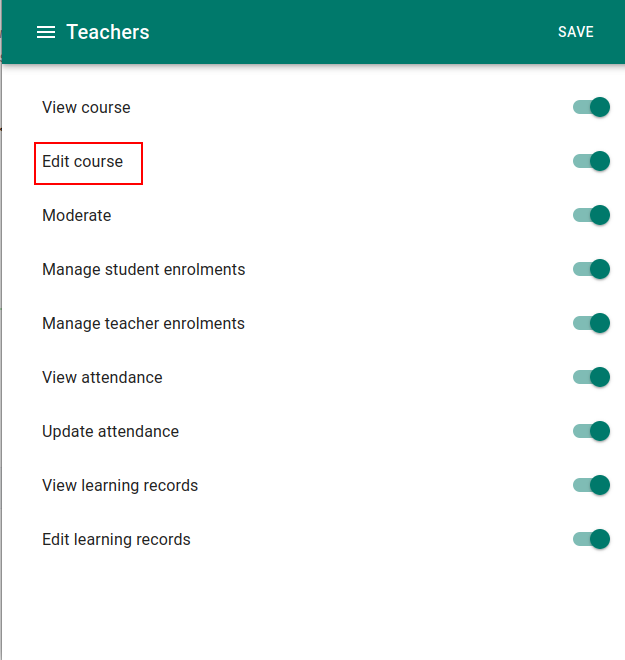 Teachers
SAVE
View course
Edit course
Moderate
Manage student enrolments
Manage teacher enrolments
View attendance
Update attendance
View learning records
Edit learning records